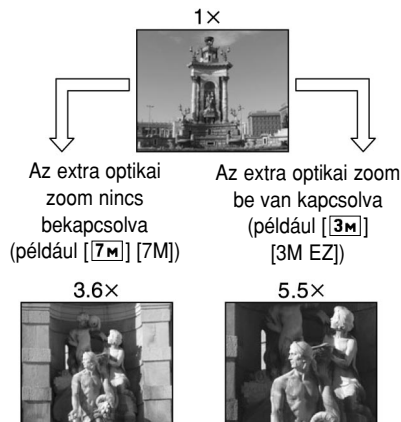 1×
Az extra optikai
zoom nincs
bekapcsolva
(például [7M] [7M])
Az extra optikai zoom
be van kapcsolva
(például [3M]
[3M EZ])
3.6×
5.5×